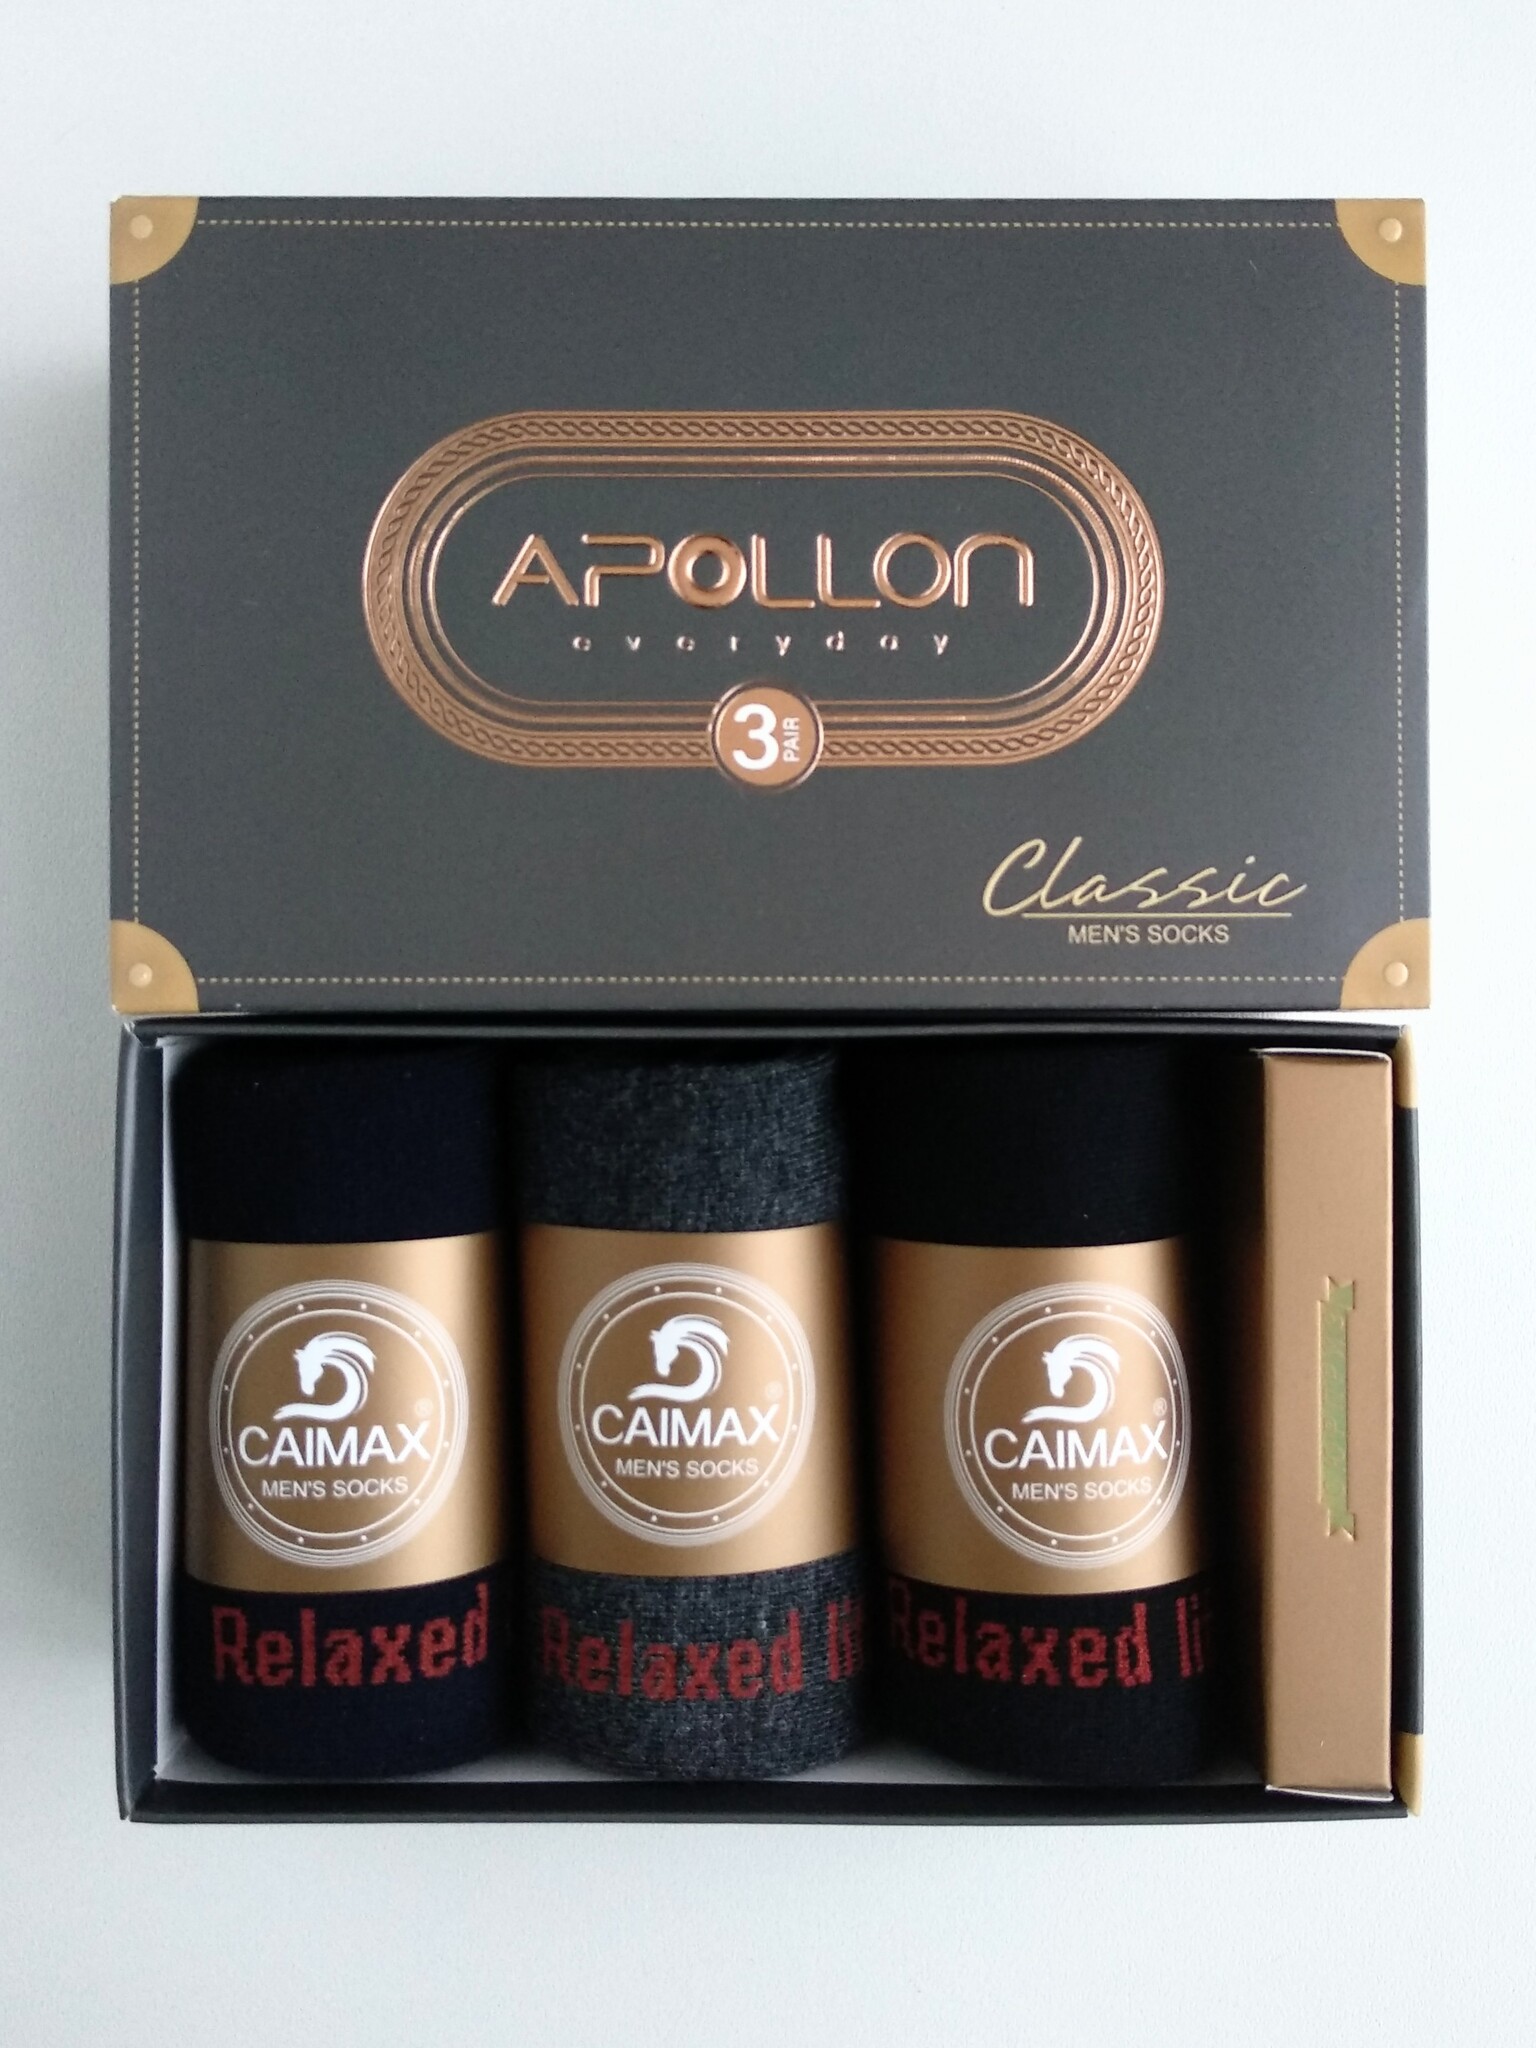 APOLLON
everyday
3
PAIR
Classic
MEN'S SOCKS
CAIMAX®
MEN'S SOCKS
Relaxed
CAIMAX®
MEN'S SOCKS
Relaxed
CAIMAX®
MEN'S SOCKS
Relaxed